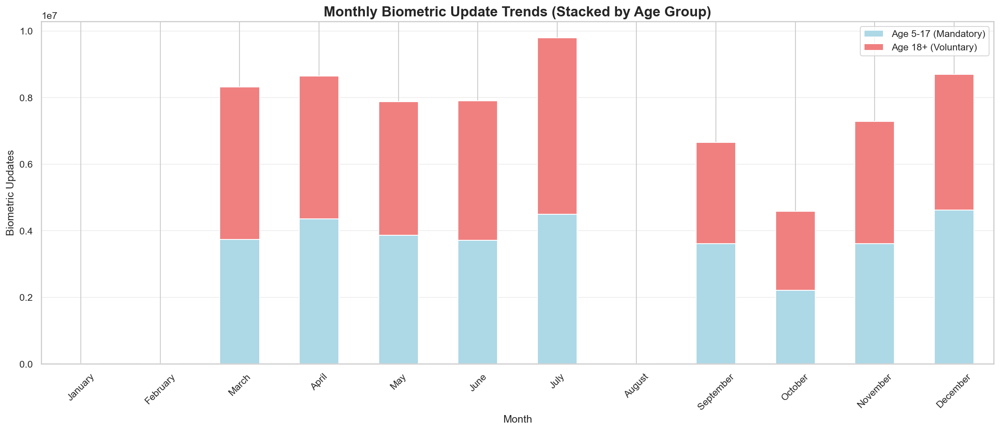 Monthly Biometric Update Trends (Stacked by Age Group)
1e7
1.0
0.8
0.6
0.4
0.2
0.0
Biometric Updates
Age 5-17 (Mandatory)
Age 18+ (Voluntary)
January
February
March
April
May
June
July
August
September
October
November
December
Month